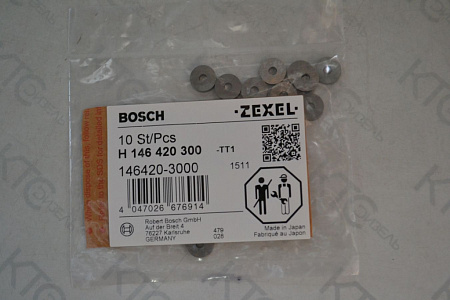 BOSCH
ZEXEL
10 St/Pcs
H 146 420 300 -TT1
146420-3000 1511
4 047026 676914
Robert Bosch GmbH
Auf der Breit 4
76227 Karlsruhe
GERMANY
479
028
Made in Japan
Fabriqué au Japon